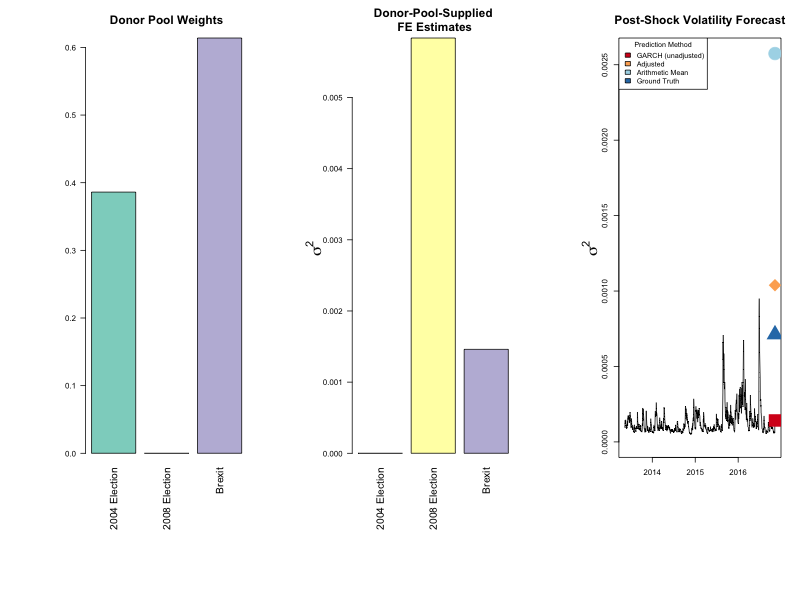 Donor Pool Weights
0.6
0.5
0.4
0.3
0.2
0.1
0.0
2004 Election
2008 Election
Brexit
Donor-Pool-Supplied
FE Estimates
σ²
0.005
0.004
0.003
0.002
0.001
0.000
2004 Election
2008 Election
Brexit
Post-Shock Volatility Forecast
σ²
0.0025
0.0020
0.0015
0.0010
0.0005
0.0000
Prediction Method
GARCH (unadjusted)
Adjusted
Arithmetic Mean
Ground Truth
2014 2015 2016